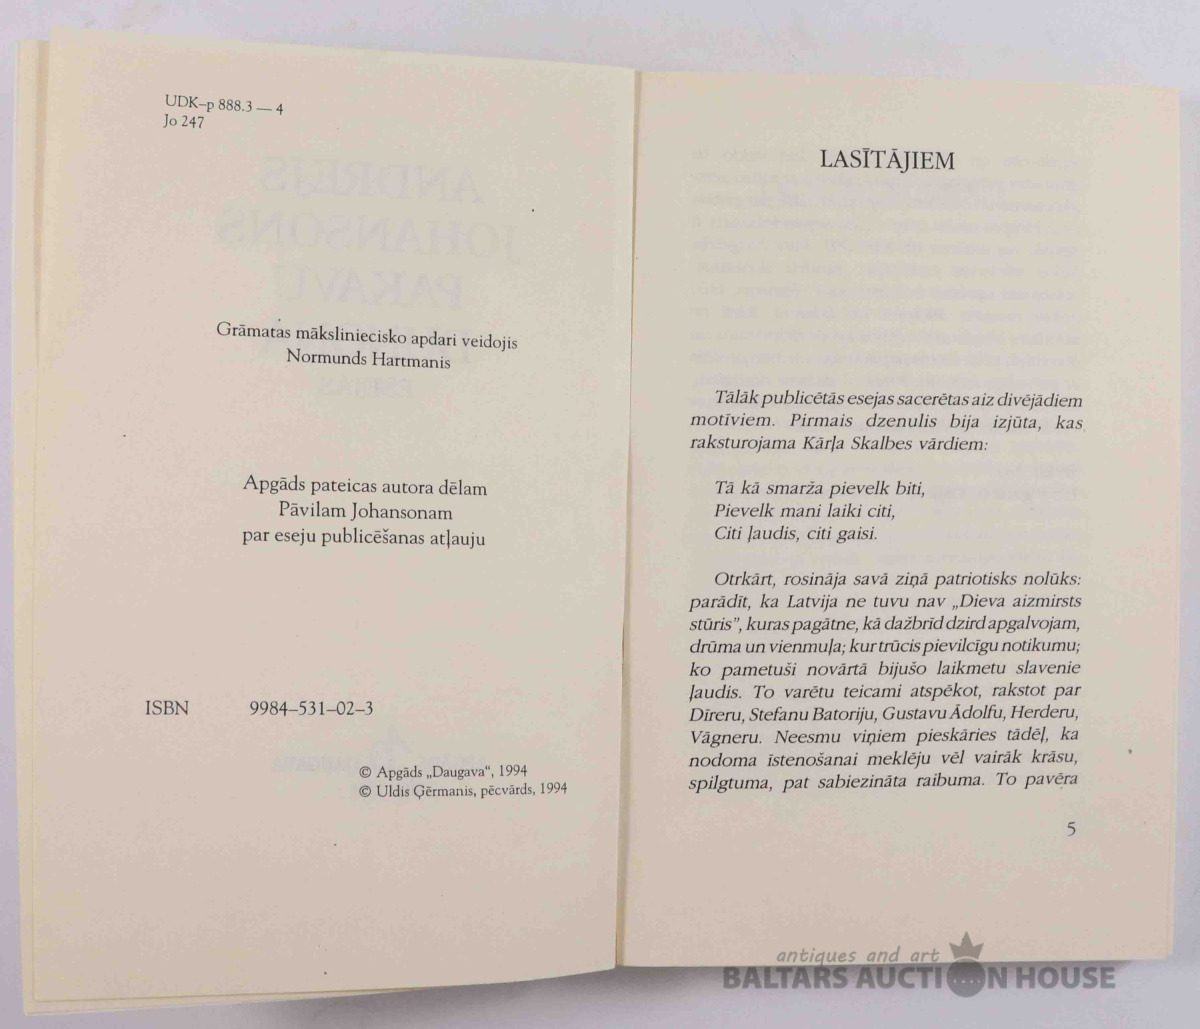 UDK–p 888.3 — 4
Jo 247
Grāmatas māksliniecisko apdari veidojis
Normunds Hartmanis
Apgāds pateicas autora dēlam
Pāvilam Johansonam
par eseju publicēšanas atļauju
ISBN 9984–531–02–3
© Apgāds „Daugava“, 1994
© Uldis Ģērmanis, pēcvārds, 1994
LASĪTĀJIEM
Tālāk publicētās esejas sacerētas aiz divējādiem
motīviem. Pirmais dzenulis bija izjūta, kas
raksturojama Kārļa Skalbes vārdiem:
Tā kā smarža pievelk biti,
Pievelk mani laiki citi,
Citi ļaudis, citi gaisi.
Otrkārt, rosināja savā ziņā patriotisks nolūks:
parādīt, ka Latvija ne tuvu nav „Dieva aizmirsts
stūris”, kuras pagātne, kā dažbrīd dzird apgalvojam,
drūma un vienmuļa; kur trūcis pievilcīgu notikumu;
ko pametuši novārtā bijušo laikmetu slavenie
ļaudis. To varētu teicami atspēkot, rakstot par
Dīreru, Stefanu Batoriju, Gustavu Ādolfu, Herderu,
Vāgneru. Neesmu viņiem pieskāries tādēļ, ka
nodoma īstenošanai meklēju vēl vairāk krāsu,
spilgtuma, pat sabiezināta raibuma. To pavēra
5
antiques and art
BALTARS AUCTION HOUSE